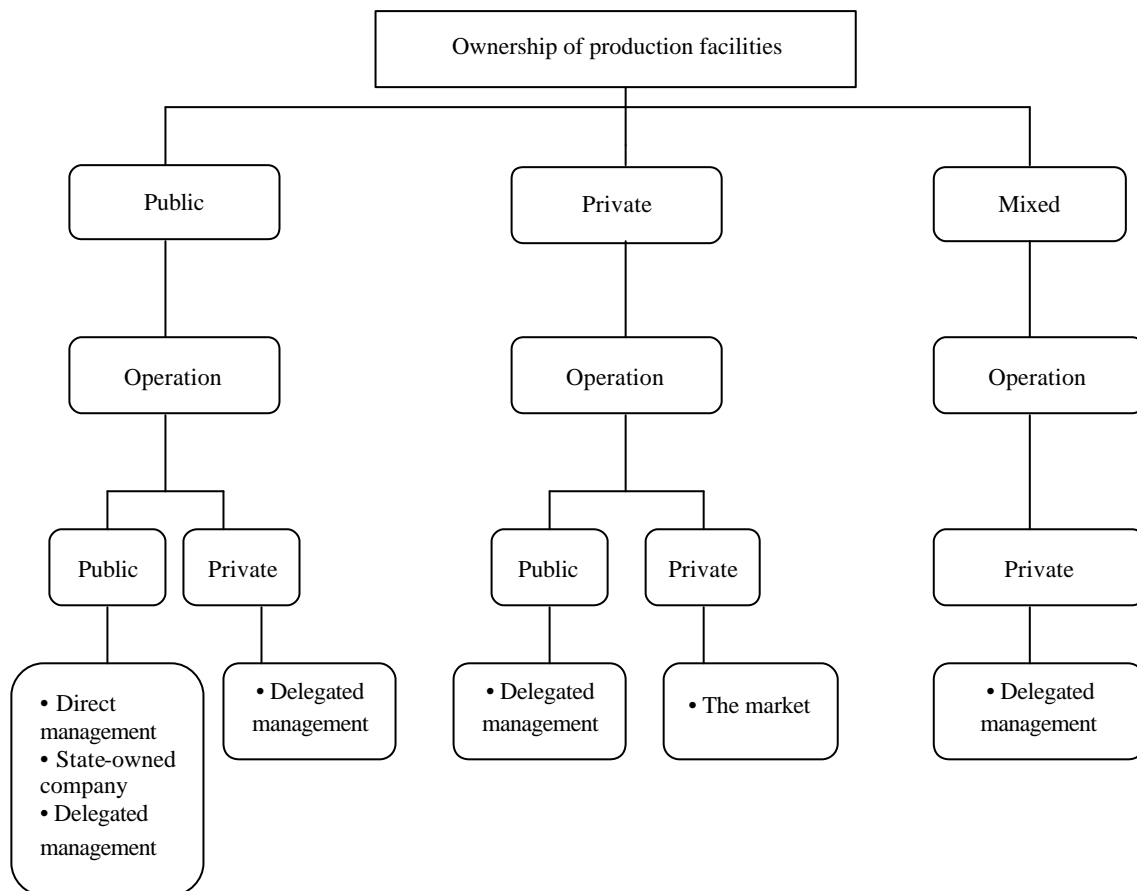 Ownership of production facilities
Public
Private
Mixed
Operation
Operation
Operation
Public
Private
Public
Private
Private
• Direct
management
• State-owned
company
• Delegated
management
• Delegated
management
• Delegated
management
• The market
• Delegated
management